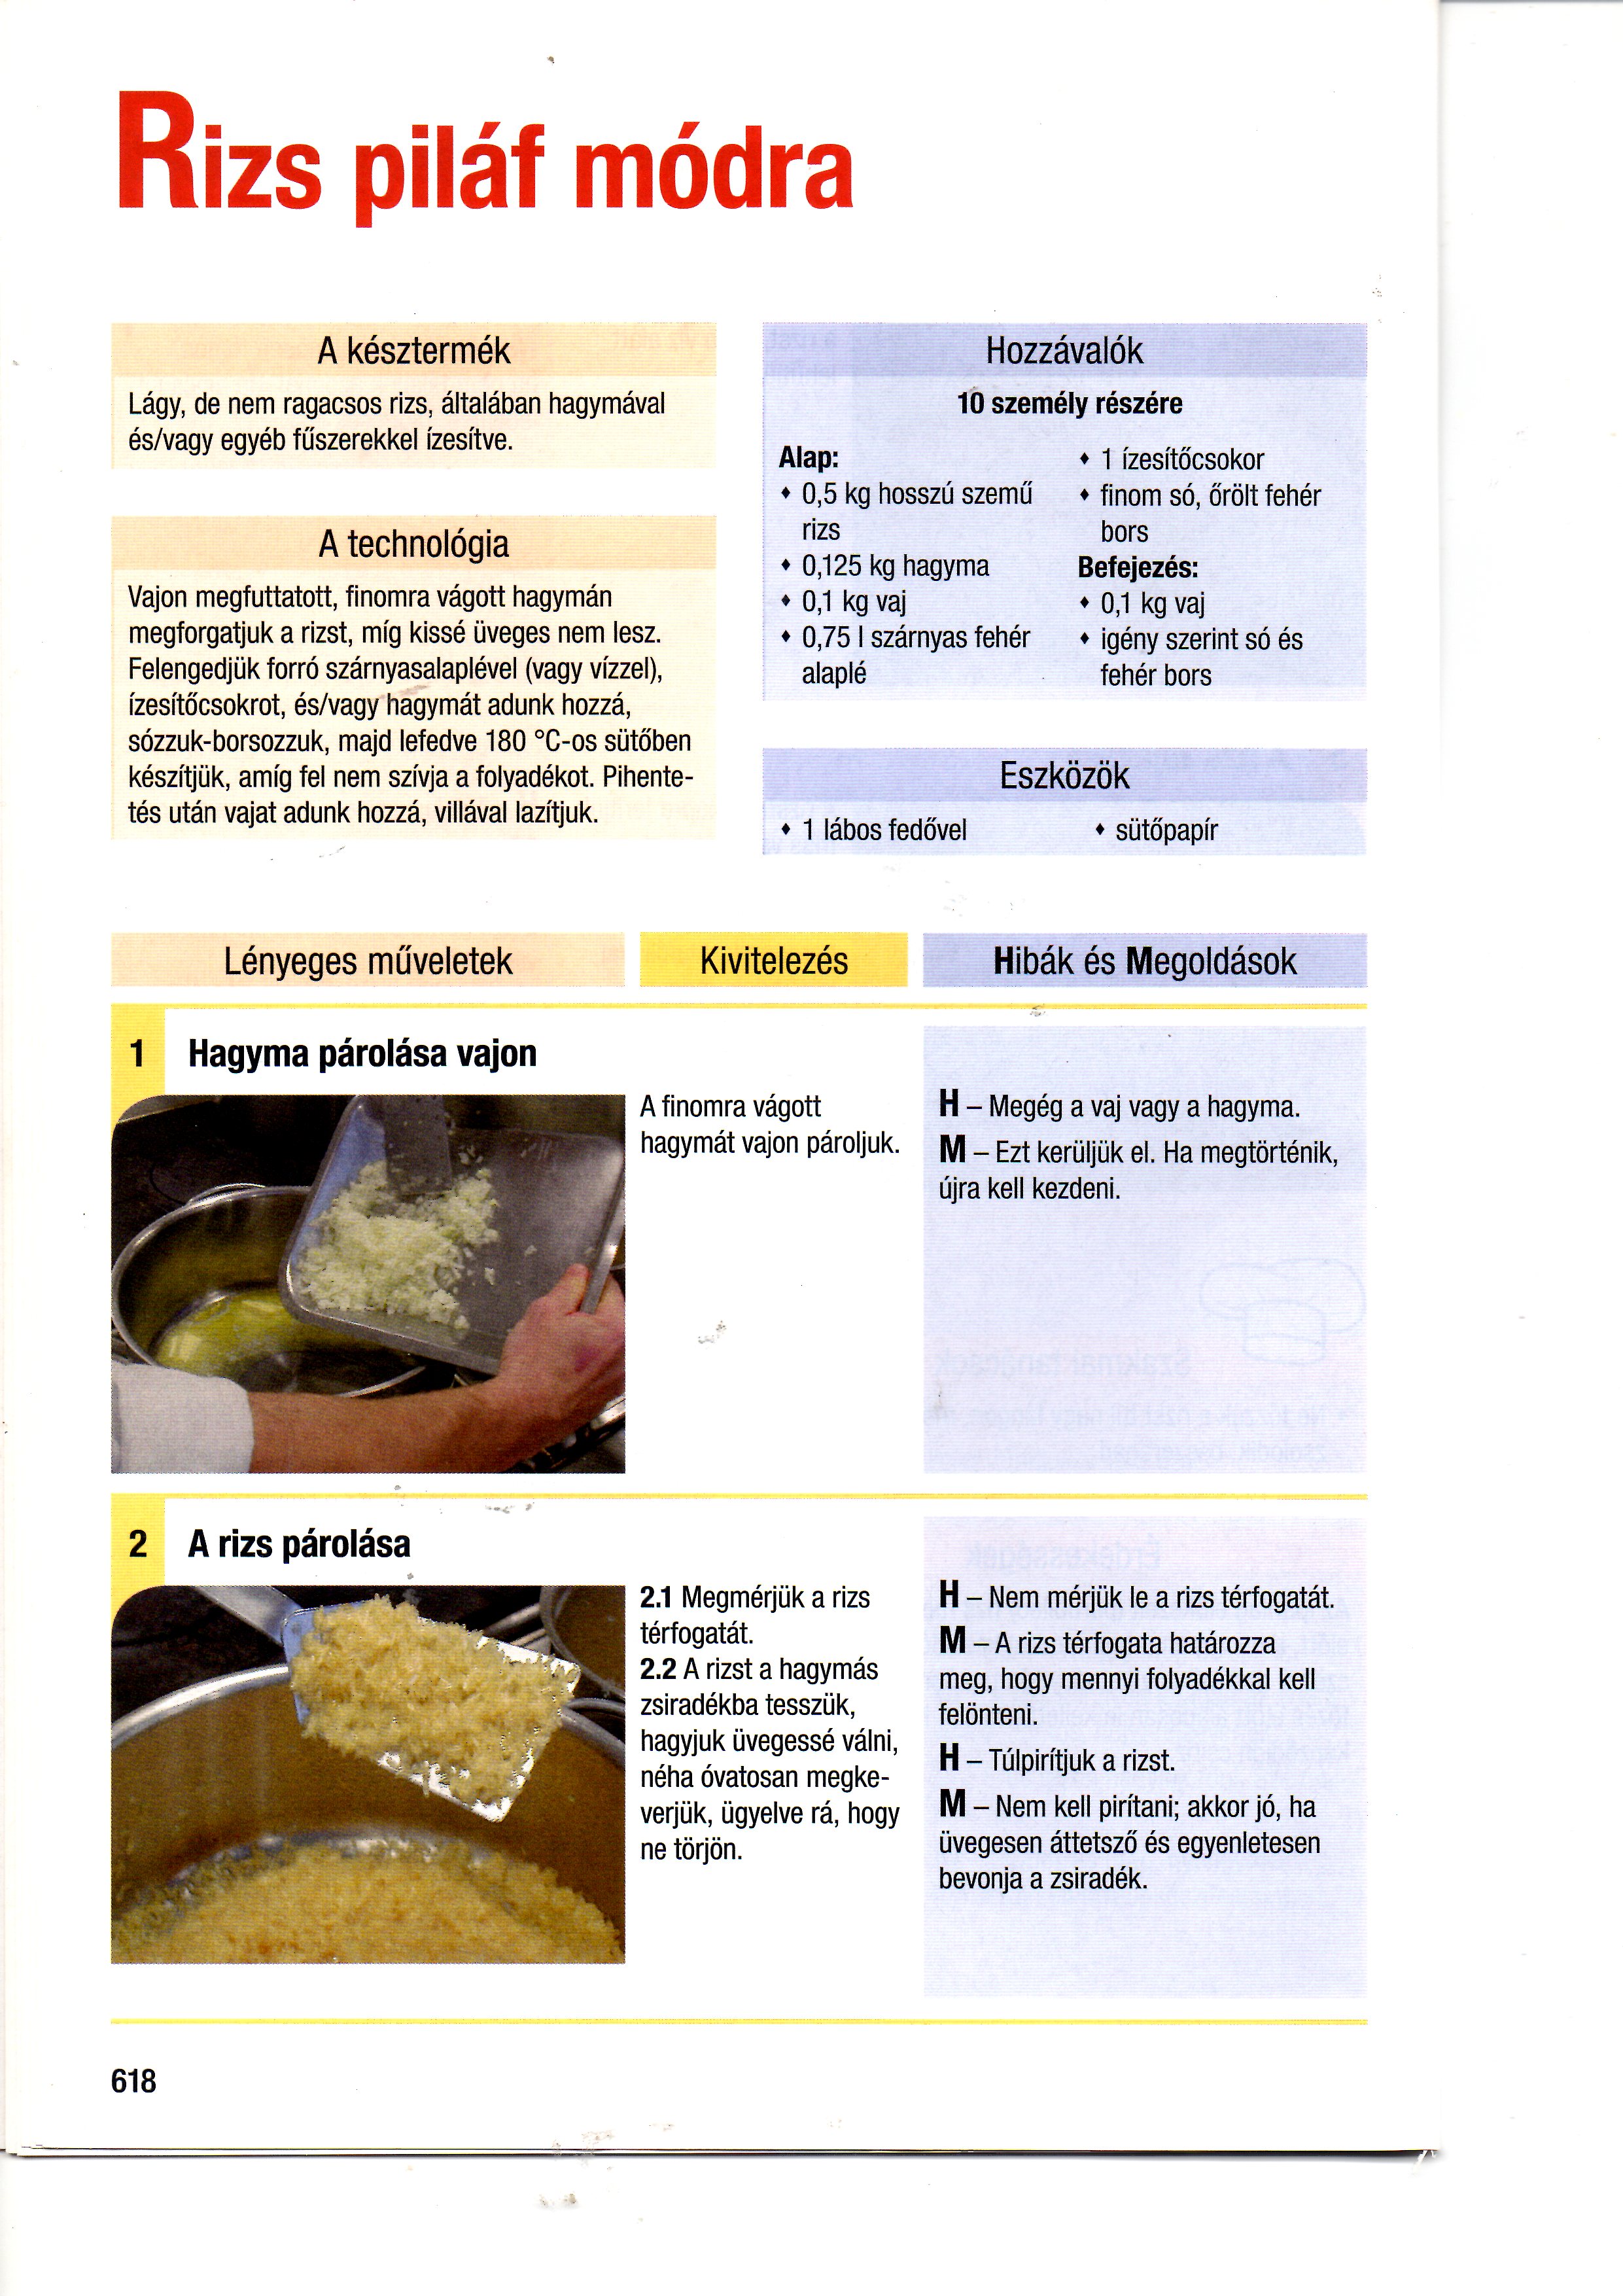 Rizs piláf módra
A késztermék
Lágy, de nem ragacsos rizs, általában hagymával
és/vagy egyéb fűszerekkel ízesítve.
A technológia
Vajon megfuttatott, finomra vágott hagymán
megforgatjuk a rizst, míg kissé üveges nem lesz.
Felengedjük forró szárnyasalaplével (vagy vízzel),
ízesítőcsokrot, és/vagy hagymát adunk hozzá,
sózzuk-borsozzuk, majd lefedve 180 °C-os sütőben
készítjük, amíg fel nem szívja a folyadékot. Pihente-
tés után vajat adunk hozzá, villával lazítjuk.
Hozzávalók
10 személy részére
Alap:
• 0,5 kg hosszú szemű
rizs
• 0,125 kg hagyma
• 0,1 kg vaj
• 0,75 l szárnyas fehér
alaplé
• 1 ízesítőcsokor
• finom só, őrölt fehér
bors
Befejezés:
• 0,1 kg vaj
• igény szerint só és
fehér bors
Eszközök
• 1 lábos fedővel
• sütőpapír
Lényeges műveletek
Kivitelezés
Hibák és Megoldások
1 Hagyma párolása vajon
A finomra vágott
hagymát vajon pároljuk.
H – Megég a vaj vagy a hagyma.
M – Ezt kerüljük el. Ha megtörténik,
újra kell kezdeni.
2 A rizs párolása
2.1 Megmérjük a rizs
térfogatát.
2.2 A rizst a hagymás
zsiradékba tesszük,
hagyjuk üvegessé válni,
néha óvatosan megke-
verjük, ügyelve rá, hogy
ne törjön.
H – Nem mérjük le a rizs térfogatát.
M – A rizs térfogata határozza
meg, hogy mennyi folyadékkal kell
felönteni.
H – Túlpirítjuk a rizst.
M – Nem kell pirítani; akkor jó, ha
üvegesen áttetsző és egyenletesen
bevonja a zsiradék.
618